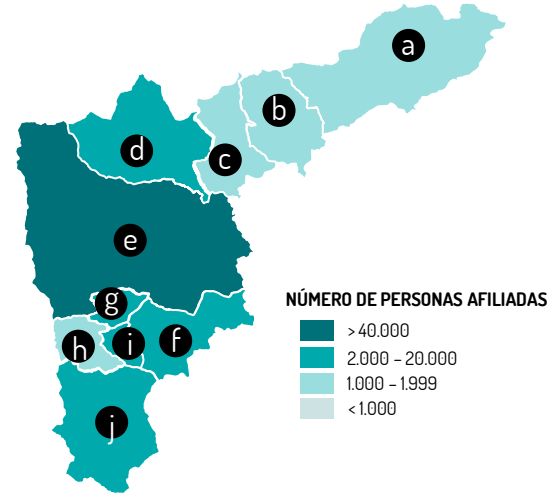 a
b
c
d
e
g
f
i
h
j
NÚMERO DE PERSONAS AFILIADAS
> 40.000
2.000 – 20.000
1.000 – 1.999
< 1.000